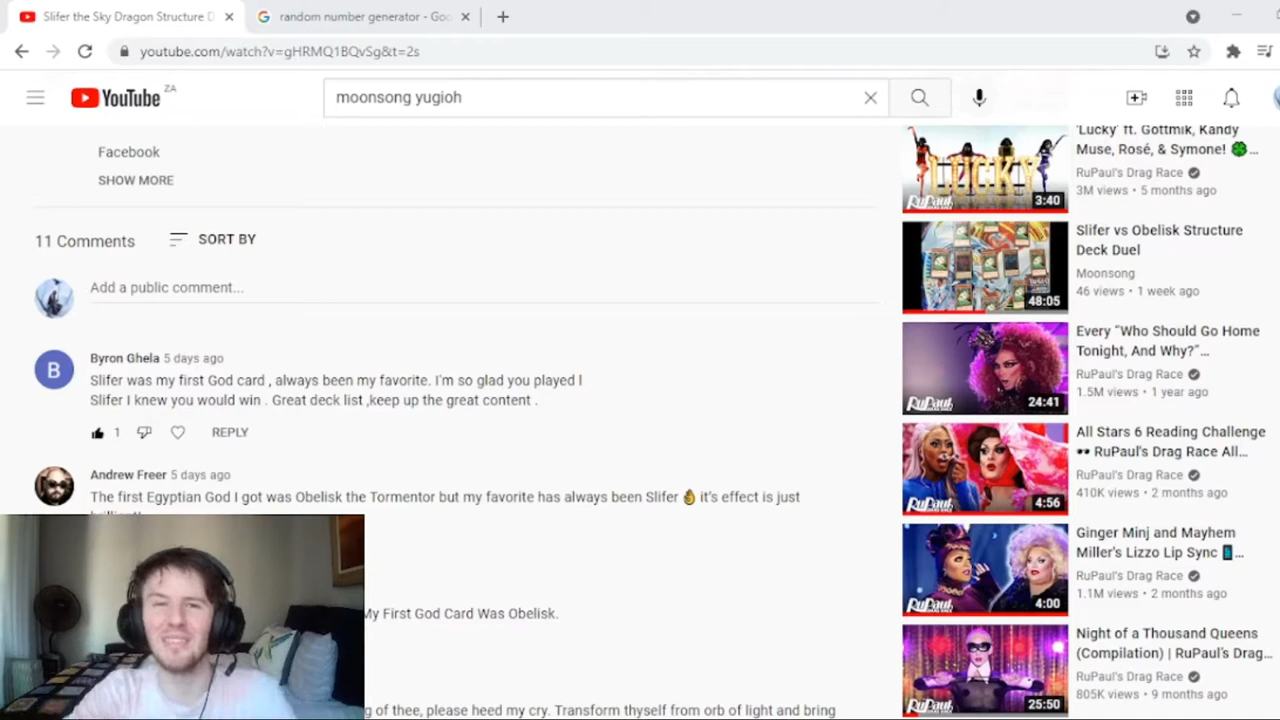 Slifer the Sky Dragon Structure D
random number generator - Goo
youtube.com/watch?v=gHRMQ1BQvSg&t=2s
YouTube ZA
moonsong yugioh
Facebook
SHOW MORE
11 Comments
SORT BY
Add a public comment...
Byron Ghela 5 days ago
Slifer was my first God card , always been my favorite. I'm so glad you played l
Slifer I knew you would win . Great deck list ,keep up the great content .
1
REPLY
Andrew Freer 5 days ago
The first Egyptian God I got was Obelisk the Tormentor but my favorite has always been Slifer 👌 it's effect is just
My First God Card Was Obelisk.
g of thee, please heed my cry. Transform thyself from orb of light and bring
'Lucky' ft. Gottmik, Kandy
Muse, Rosé, & Symone! 🍀...
RuPaul's Drag Race
3M views • 5 months ago
LUCKY
RuPaul's
3:40
Slifer vs Obelisk Structure
Deck Duel
Moonsong
46 views • 1 week ago
48:05
Every “Who Should Go Home
Tonight, And Why?”...
RuPaul's Drag Race
1.5M views • 1 year ago
RuPaul's
24:41
All Stars 6 Reading Challenge
👀 RuPaul's Drag Race All...
RuPaul's Drag Race
410K views • 2 months ago
RuPaul's
4:56
Ginger Minj and Mayhem
Miller's Lizzo Lip Sync 📱...
RuPaul's Drag Race
1.1M views • 2 months ago
RuPaul's
4:00
Night of a Thousand Queens
(Compilation) | RuPaul's Drag...
RuPaul's Drag Race
805K views • 9 months ago
RuPaul's
25:50